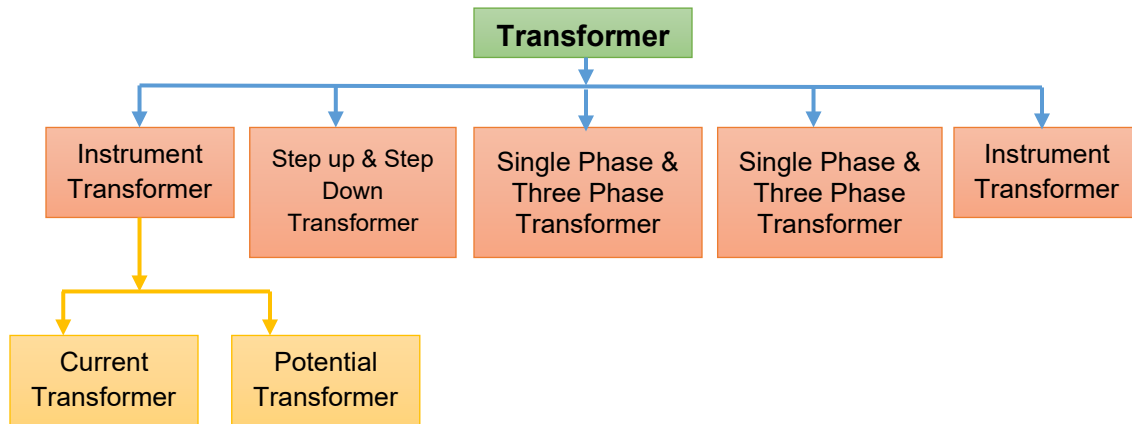 Transformer
Instrument
Transformer
Step up & Step
Down
Transformer
Single Phase &
Three Phase
Transformer
Single Phase &
Three Phase
Transformer
Instrument
Transformer
Current
Transformer
Potential
Transformer